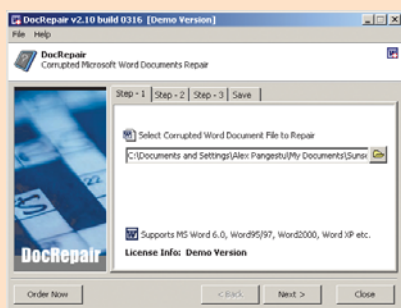 DocRepair v2.10 build 0316 [Demo Version]
File Help
DocRepair
Corrupted Microsoft Word Documents Repair
Step - 1 Step - 2 Step - 3 Save
Select Corrupted Word Document File to Repair
C:\Documents and Settings\Alex Pangestu\My Documents\Suns
Supports MS Word 6.0, Word95/97, Word2000, Word XP etc.
License Info: Demo Version
DocRepair
Order Now < Back Next > Close